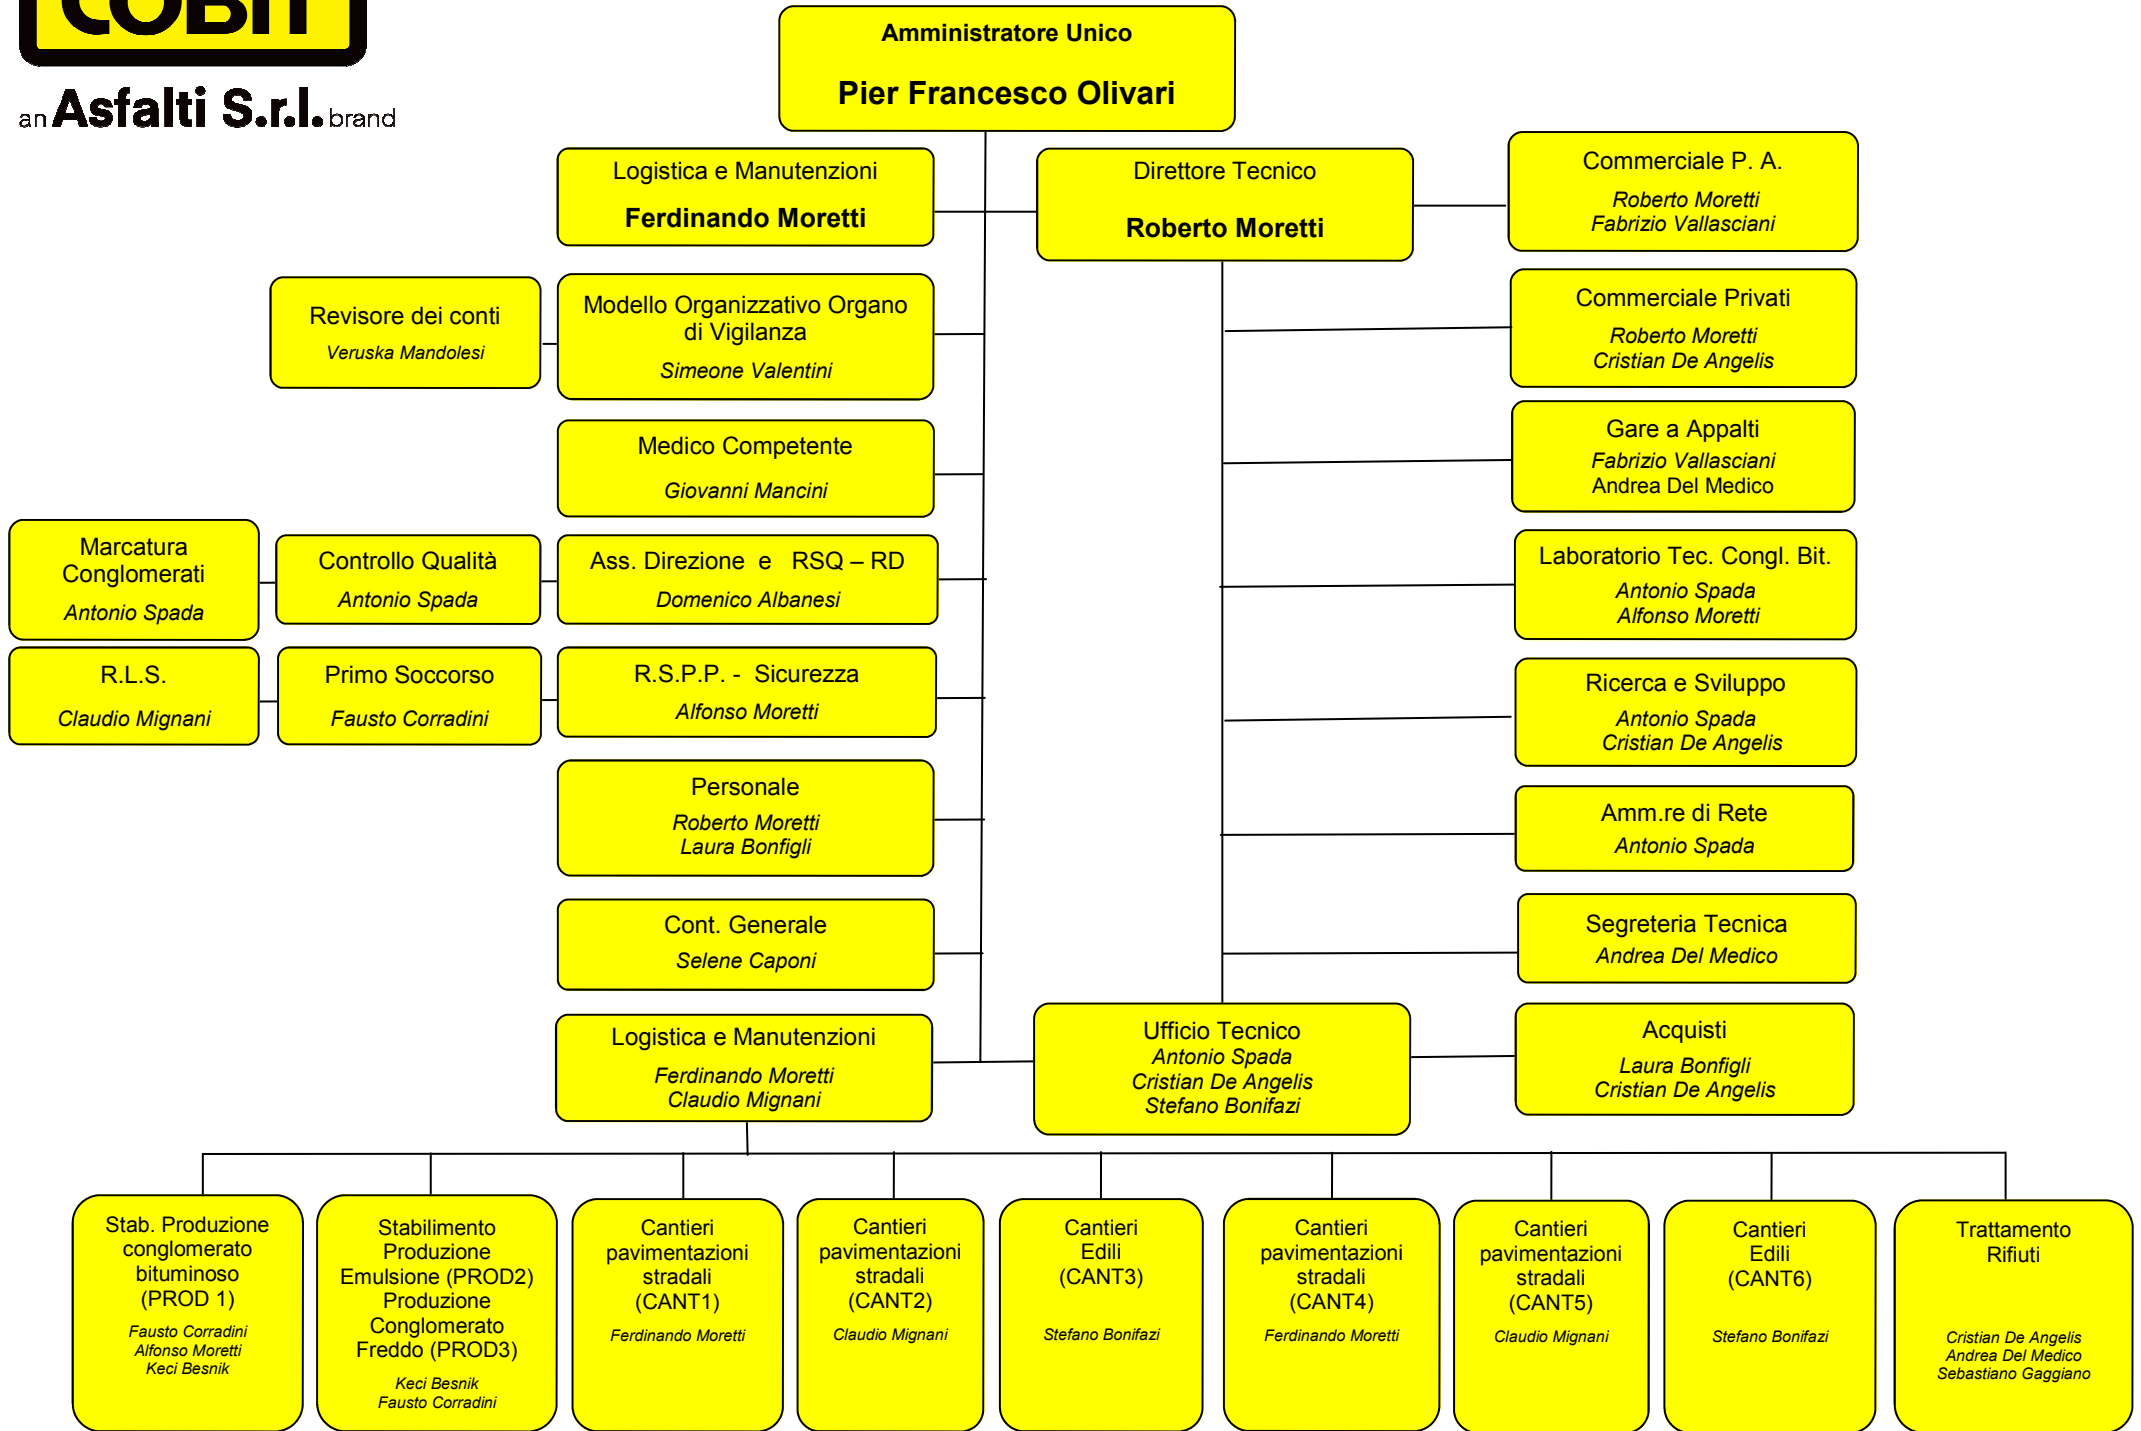 COBIT
an Asfalti S.r.l. brand
Amministratore Unico
Pier Francesco Olivari
Logistica e Manutenzioni
Ferdinando Moretti
Direttore Tecnico
Roberto Moretti
Commerciale P. A.
Roberto Moretti
Fabrizio Vallasciani
Revisore dei conti
Veruska Mandolesi
Modello Organizzativo Organo
di Vigilanza
Simeone Valentini
Commerciale Privati
Roberto Moretti
Cristian De Angelis
Medico Competente
Giovanni Mancini
Gare a Appalti
Fabrizio Vallasciani
Andrea Del Medico
Marcatura
Conglomerati
Antonio Spada
Controllo Qualità
Antonio Spada
Ass. Direzione e RSQ – RD
Domenico Albanesi
Laboratorio Tec. Congl. Bit.
Antonio Spada
Alfonso Moretti
R.L.S.
Claudio Mignani
Primo Soccorso
Fausto Corradini
R.S.P.P. - Sicurezza
Alfonso Moretti
Ricerca e Sviluppo
Antonio Spada
Cristian De Angelis
Personale
Roberto Moretti
Laura Bonfigli
Amm.re di Rete
Antonio Spada
Cont. Generale
Selene Caponi
Segreteria Tecnica
Andrea Del Medico
Logistica e Manutenzioni
Ferdinando Moretti
Claudio Mignani
Ufficio Tecnico
Antonio Spada
Cristian De Angelis
Stefano Bonifazi
Acquisti
Laura Bonfigli
Cristian De Angelis
Stab. Produzione
conglomerato
bituminoso
(PROD 1)
Fausto Corradini
Alfonso Moretti
Keci Besnik
Stabilimento
Produzione
Emulsione (PROD2)
Produzione
Conglomerato
Freddo (PROD3)
Keci Besnik
Fausto Corradini
Cantieri
pavimentazioni
stradali
(CANT1)
Ferdinando Moretti
Cantieri
pavimentazioni
stradali
(CANT2)
Claudio Mignani
Cantieri
Edili
(CANT3)
Stefano Bonifazi
Cantieri
pavimentazioni
stradali
(CANT4)
Ferdinando Moretti
Cantieri
pavimentazioni
stradali
(CANT5)
Claudio Mignani
Cantieri
Edili
(CANT6)
Stefano Bonifazi
Trattamento
Rifiuti
Cristian De Angelis
Andrea Del Medico
Sebastiano Gaggiano